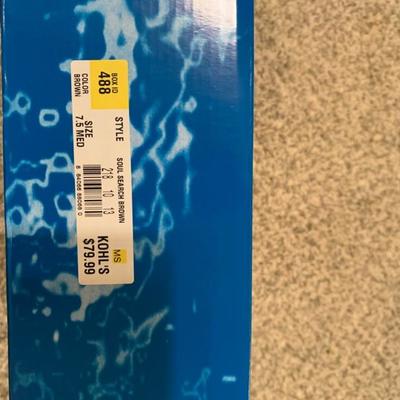 BOX ID
488
STYLE
SOUL SEARCH BROWN
COLOR
BROWN
SIZE
7.5 MED
218 10 13
MS
KOHL'S
$79.99